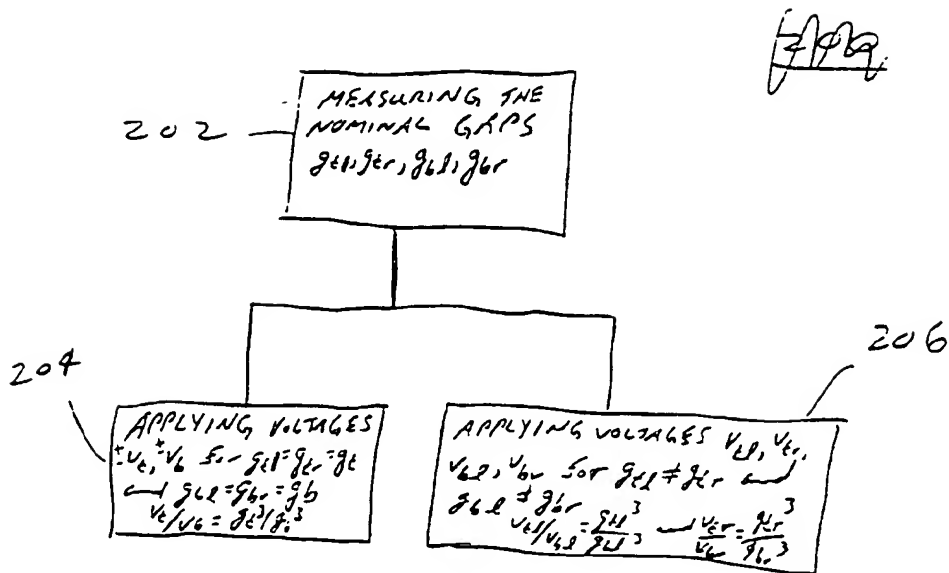 202
MEASURING THE
NOMINAL GAPS
gtl, gtr, gbl, gbr
204
APPLYING VOLTAGES
±vt, ±vb for gtl=gtr=gt
and gbl=gbr=gb
vt/vb = gt³/gi³
206
APPLYING VOLTAGES vtl, vtr,
vbl, vbr for gtl≠gtr and
gbl≠gbr
vtl/vbl = gtl³ and vtr = gtr³
vbr gbr³